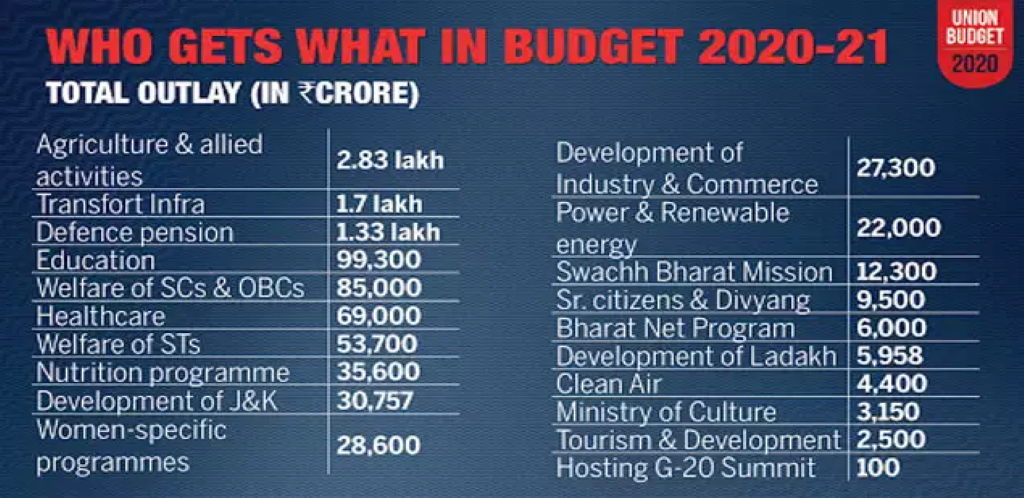 WHO GETS WHAT IN BUDGET 2020-21
UNION
BUDGET
2020
TOTAL OUTLAY (IN ₹CRORE)
Agriculture & allied
activities 2.83 lakh
Transfort Infra 1.7 lakh
Defence pension 1.33 lakh
Education 99,300
Welfare of SCs & OBCs 85,000
Healthcare 69,000
Welfare of STs 53,700
Nutrition programme 35,600
Development of J&K 30,757
Women-specific
programmes 28,600
Development of
Industry & Commerce 27,300
Power & Renewable
energy 22,000
Swachh Bharat Mission 12,300
Sr. citizens & Divyang 9,500
Bharat Net Program 6,000
Development of Ladakh 5,958
Clean Air 4,400
Ministry of Culture 3,150
Tourism & Development 2,500
Hosting G-20 Summit 100